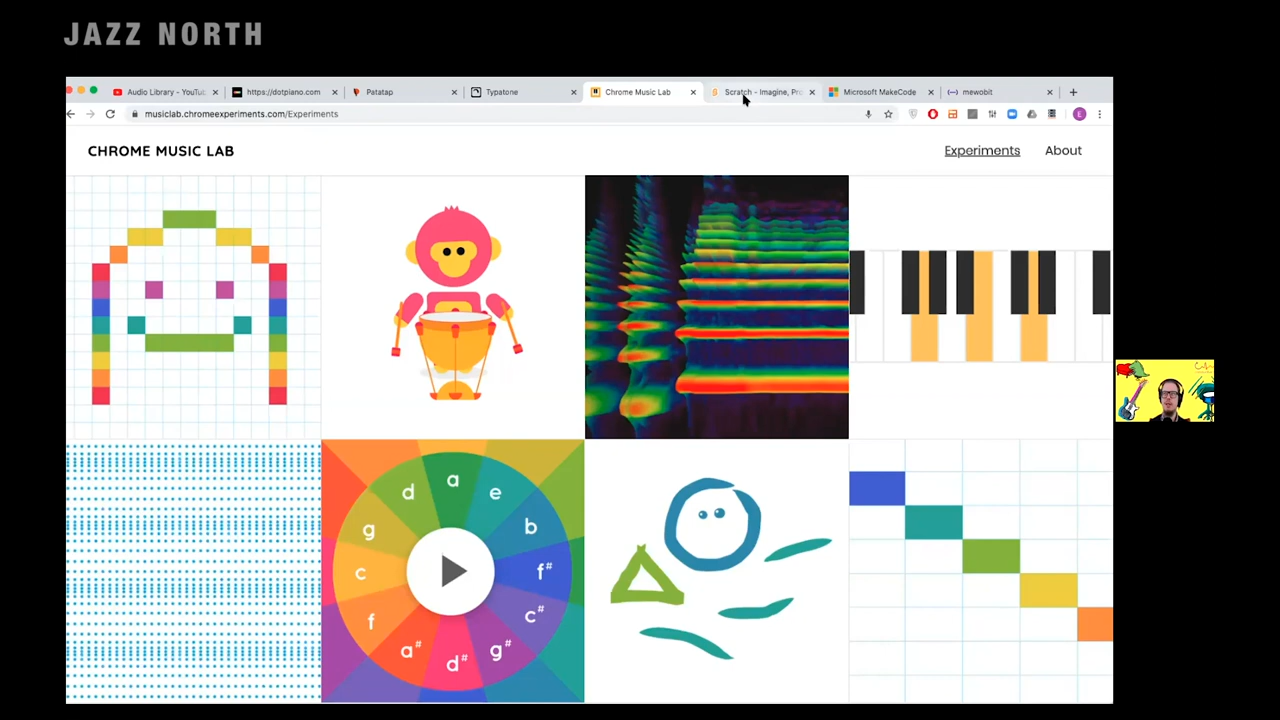 JAZZ NORTH
Audio Library - YouTu
https://dotpiano.com
Patatap
Typatone
Chrome Music Lab
Scratch - Imagine, Pro
Microsoft MakeCode
mewobit
musiclab.chromeexperiments.com/Experiments
E
CHROME MUSIC LAB
Experiments
About
a
d
e
g
b
c
f#
f
c#
a#
g#
d#